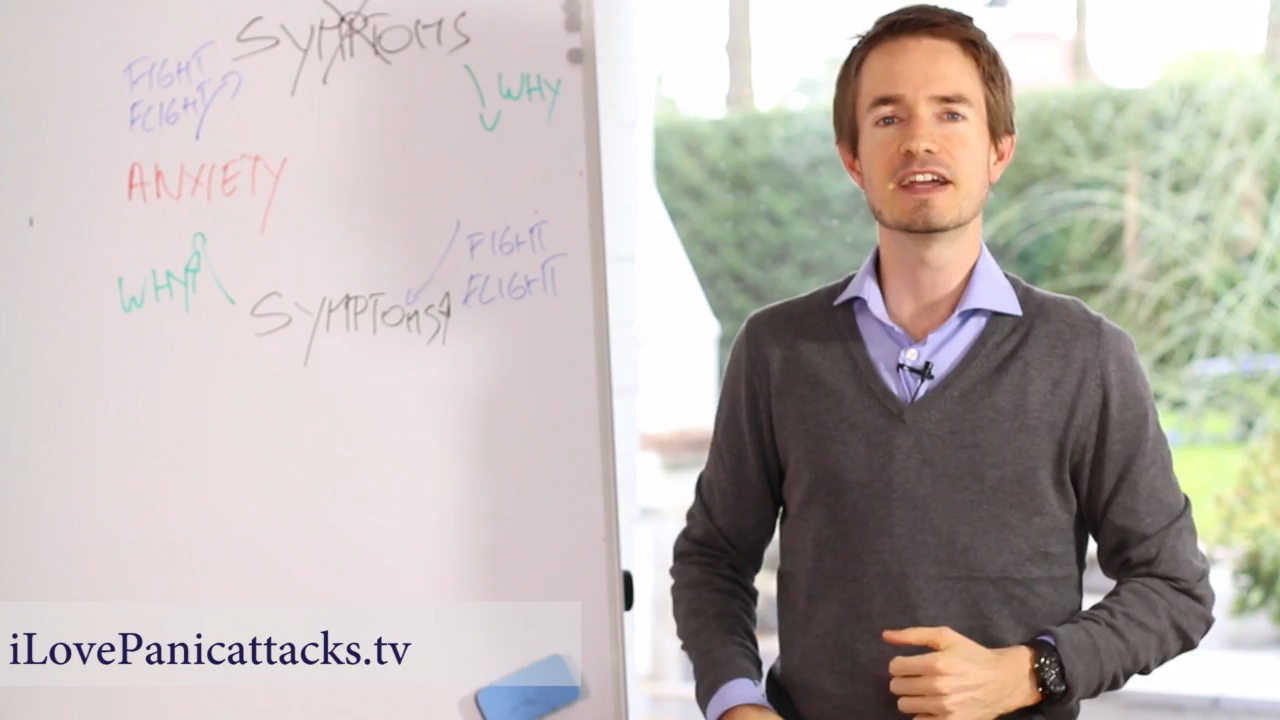 SYMPTOMS
FIGHT
FLIGHT
WHY
ANXIETY
FIGHT
FLIGHT
WHY
SYMPTOMS
iLovePanicattacks.tv